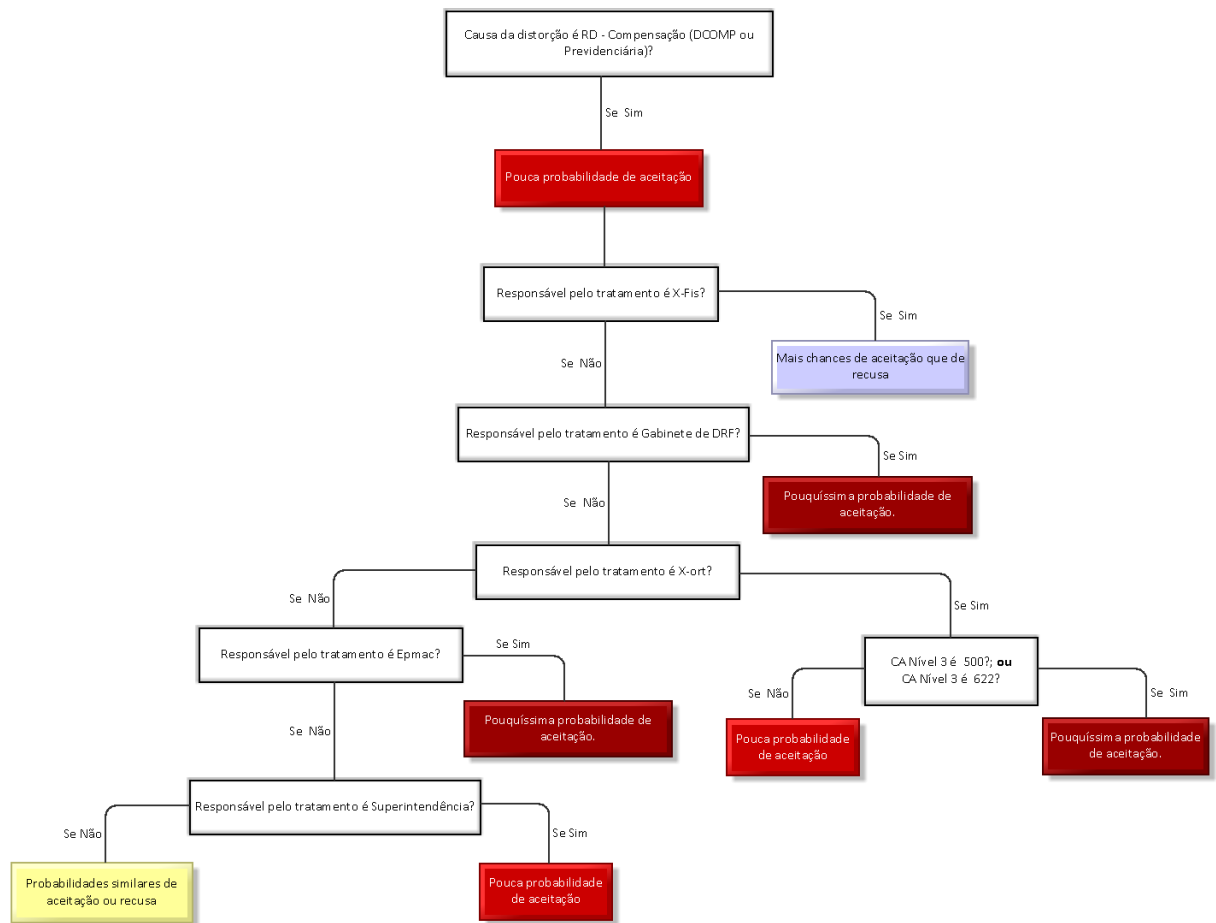 Causa da distorção é RD - Compensação (DCOMP ou
Previdenciária)?
Se Sim
Pouca probabilidade de aceitação
Responsável pelo tratamento é X-Fis?
Se Sim
Mais chances de aceitação que de
recusa
Se Não
Responsável pelo tratamento é Gabinete de DRF?
Se Sim
Pouquíssima probabilidade de
aceitação.
Se Não
Responsável pelo tratamento é X-ort?
Se Não
Se Sim
Responsável pelo tratamento é Epmac?
Se Sim
Pouquíssima probabilidade de
aceitação.
CA Nível 3 é 500?; ou
CA Nível 3 é 622?
Se Não
Pouca probabilidade
de aceitação
Se Sim
Pouquíssima probabilidade
de aceitação.
Se Não
Responsável pelo tratamento é Superintendência?
Se Não
Probabilidades similares de
aceitação ou recusa
Se Sim
Pouca probabilidade
de aceitação